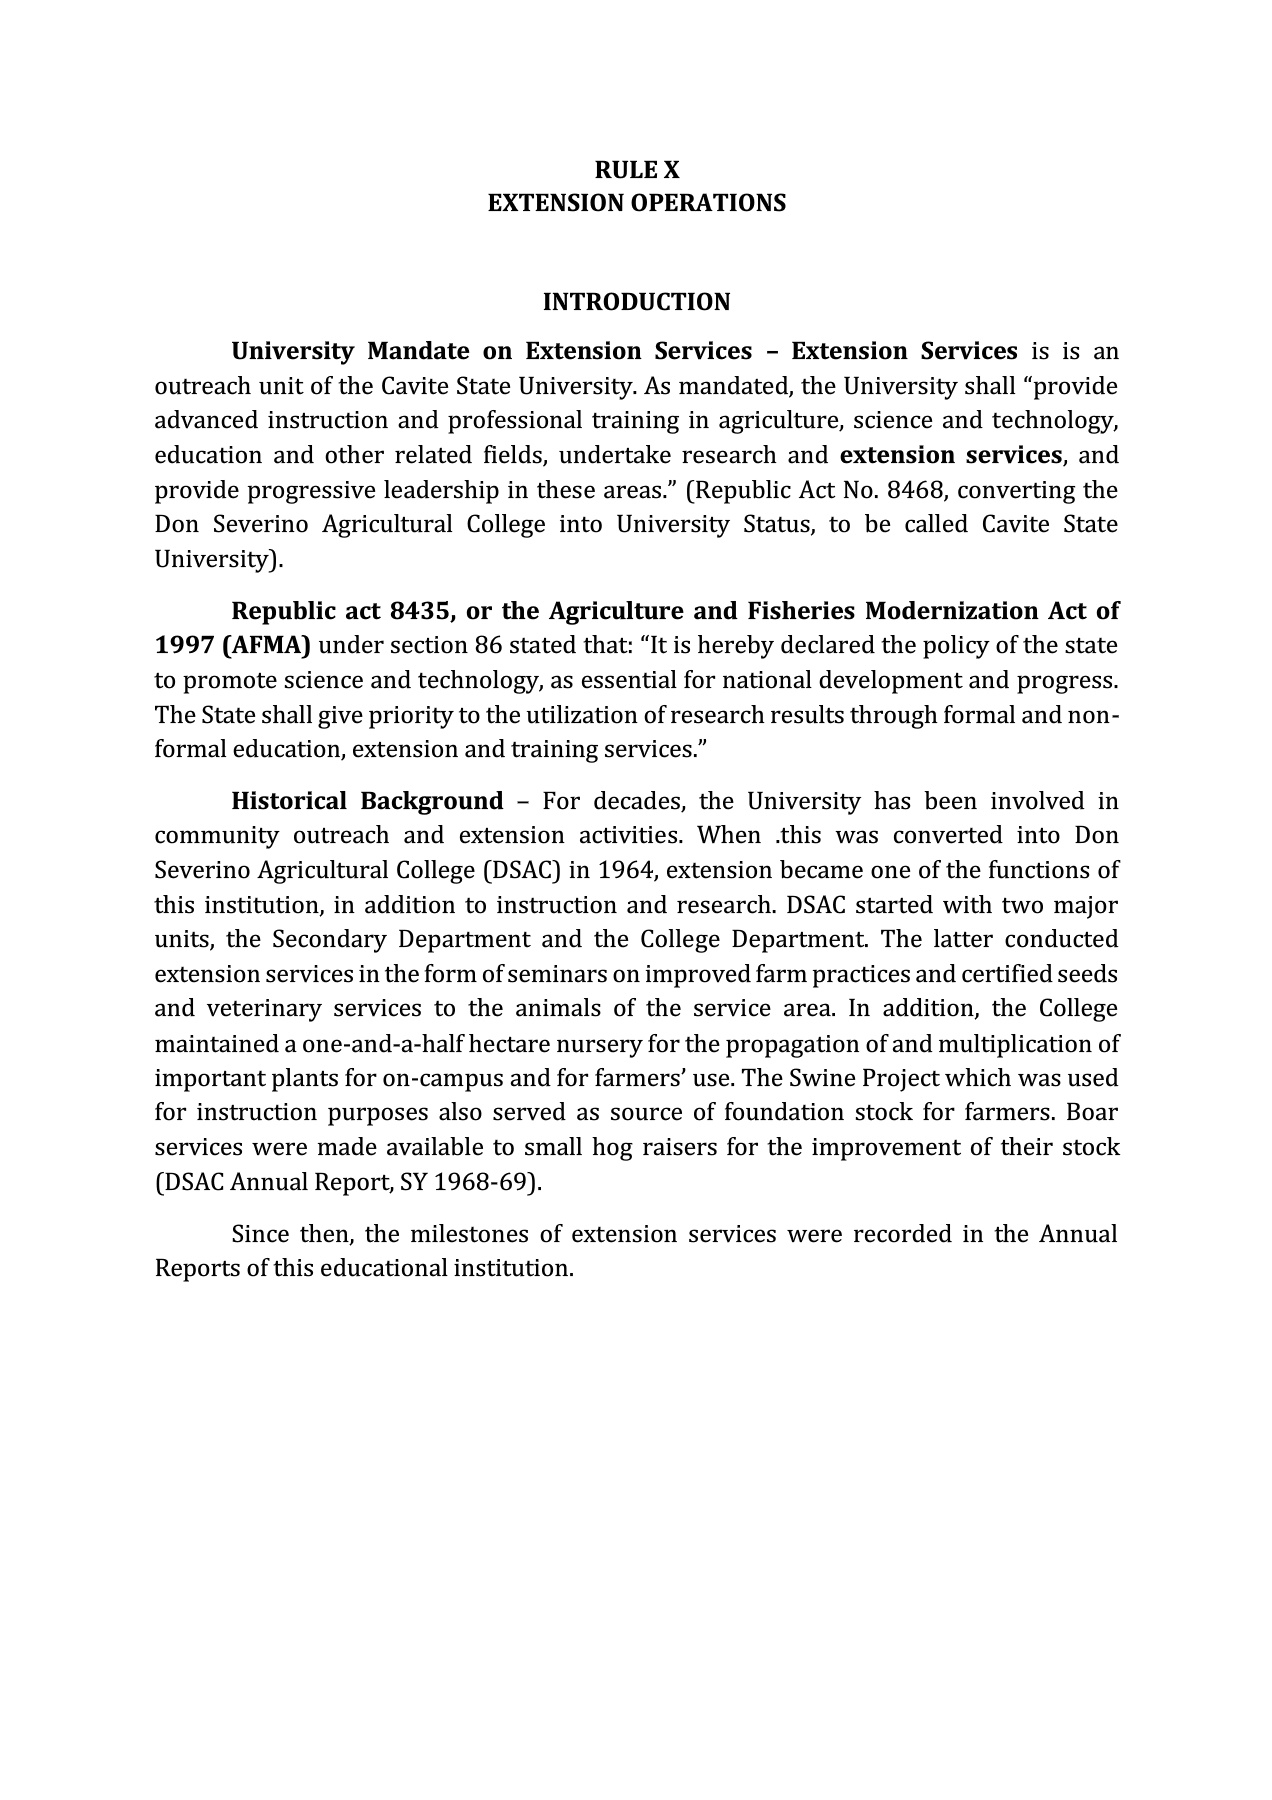 RULE X
EXTENSION OPERATIONS
INTRODUCTION
University Mandate on Extension Services – Extension Services is is an
outreach unit of the Cavite State University. As mandated, the University shall “provide
advanced instruction and professional training in agriculture, science and technology,
education and other related fields, undertake research and extension services, and
provide progressive leadership in these areas.” (Republic Act No. 8468, converting the
Don Severino Agricultural College into University Status, to be called Cavite State
University).
Republic act 8435, or the Agriculture and Fisheries Modernization Act of
1997 (AFMA) under section 86 stated that: “It is hereby declared the policy of the state
to promote science and technology, as essential for national development and progress.
The State shall give priority to the utilization of research results through formal and non-
formal education, extension and training services.”
Historical Background – For decades, the University has been involved in
community outreach and extension activities. When .this was converted into Don
Severino Agricultural College (DSAC) in 1964, extension became one of the functions of
this institution, in addition to instruction and research. DSAC started with two major
units, the Secondary Department and the College Department. The latter conducted
extension services in the form of seminars on improved farm practices and certified seeds
and veterinary services to the animals of the service area. In addition, the College
maintained a one-and-a-half hectare nursery for the propagation of and multiplication of
important plants for on-campus and for farmers’ use. The Swine Project which was used
for instruction purposes also served as source of foundation stock for farmers. Boar
services were made available to small hog raisers for the improvement of their stock
(DSAC Annual Report, SY 1968-69).
Since then, the milestones of extension services were recorded in the Annual
Reports of this educational institution.